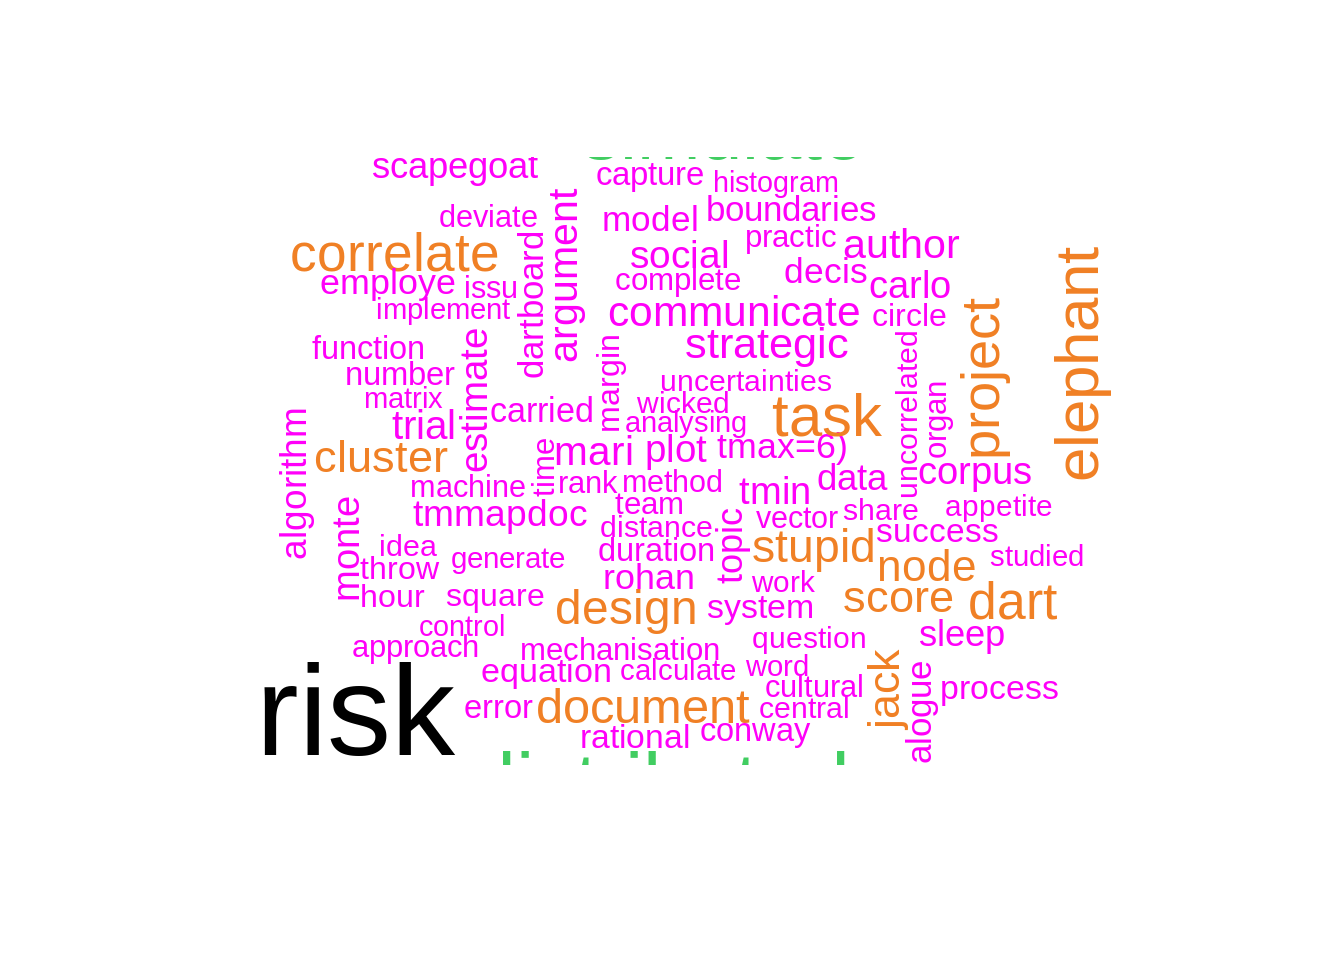 scapegoat
capture
histogram
deviate
argument
model
boundaries
correlate
dartboard
social
practic
author
employe
issu
complete
decis
carlo
elephant
implement
communicate
circle
project
function
estimate
margin
strategic
uncorrelated
number
uncertainties
organ
matrix
carried
wicked
task
trial
analysing
algorithm
cluster
time
mari
plot
tmax=6)
corpus
machine
rank
method
tmin
data
monte
tmmapdoc
team
topic
vector
share
appetite
distance
success
idea
generate
duration
stupid
node
studied
throw
rohan
work
hour
square
design
system
score
dart
control
question
sleep
approach
mechanisation
jack
equation
calculate
word
alogue
process
risk
error
document
cultural
central
rational
conway